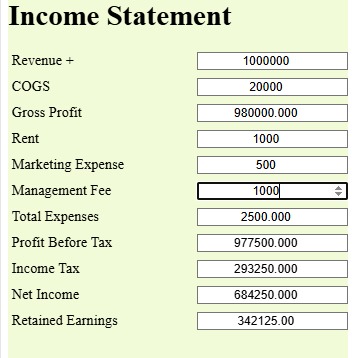 Income Statement
Revenue + 1000000
COGS 20000
Gross Profit 980000.000
Rent 1000
Marketing Expense 500
Management Fee 1000
Total Expenses 2500.000
Profit Before Tax 977500.000
Income Tax 293250.000
Net Income 684250.000
Retained Earnings 342125.00